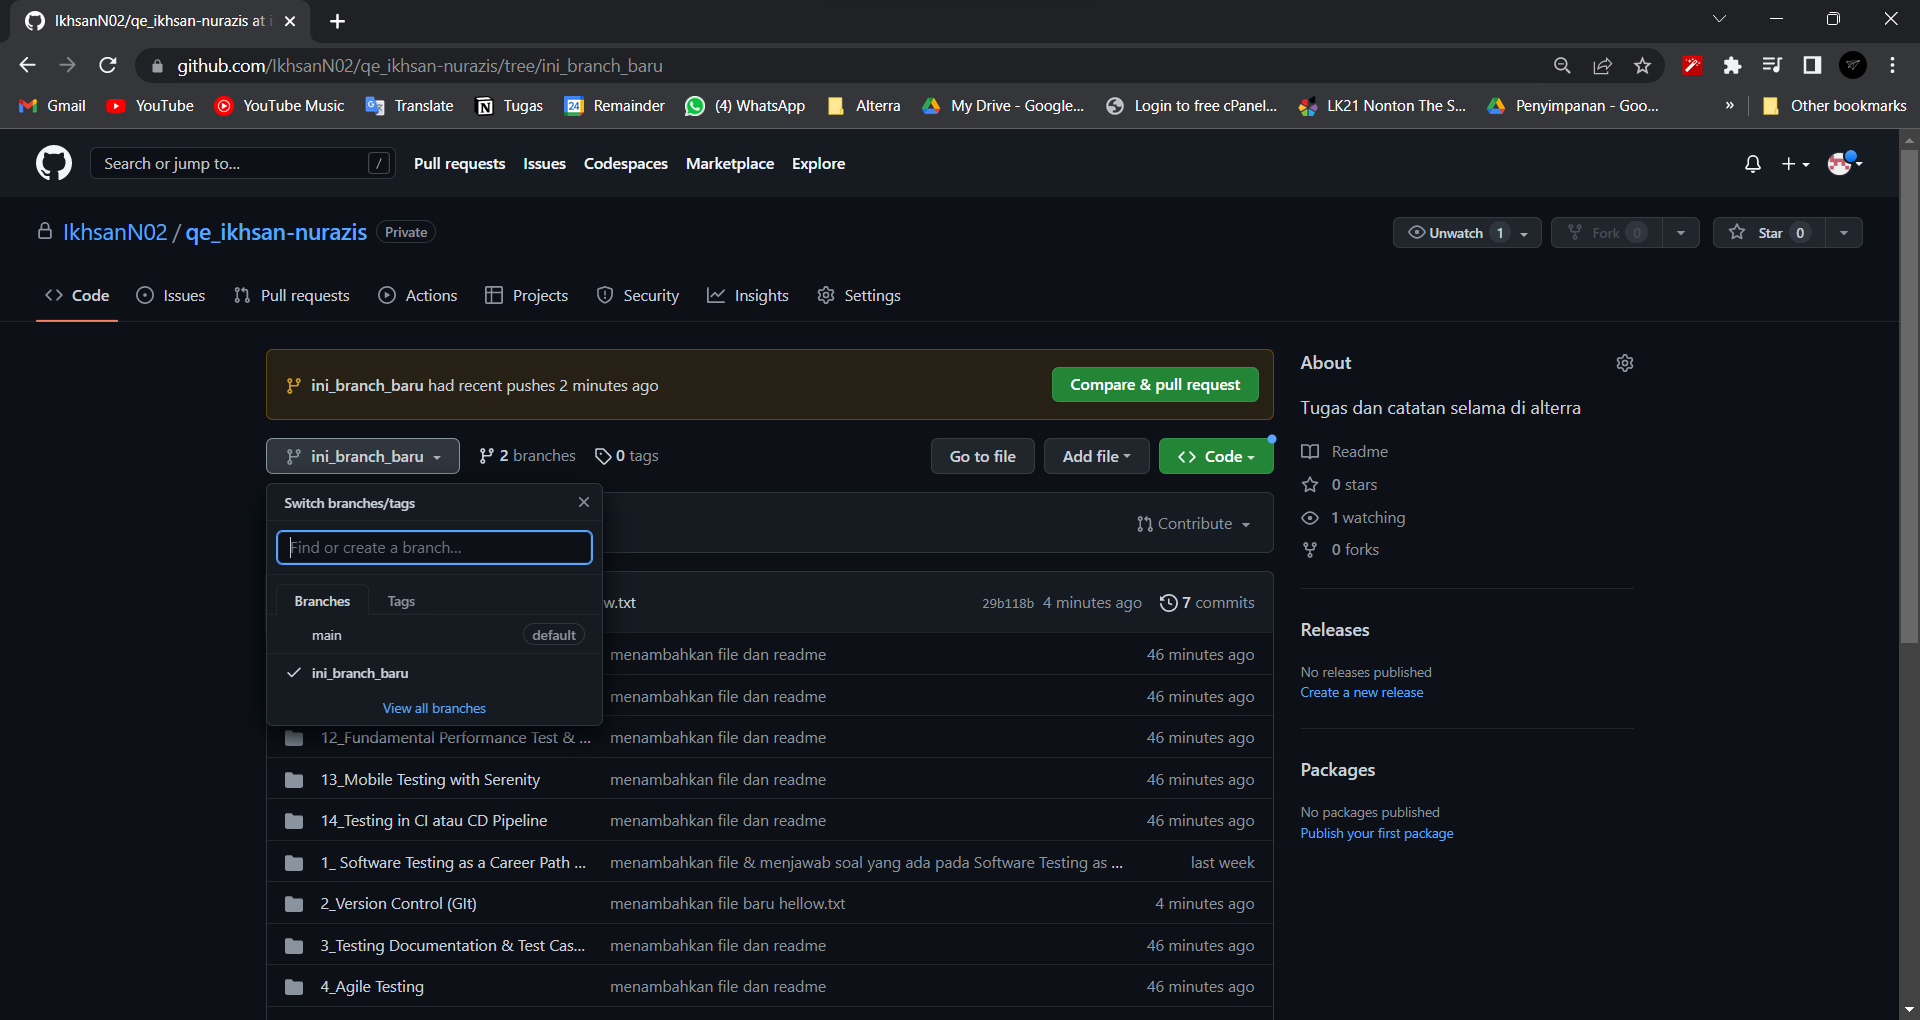 IkhsanN02/qe_ikhsan-nurazis at i
github.com/IkhsanN02/qe_ikhsan-nurazis/tree/ini_branch_baru
Gmail YouTube YouTube Music Translate Tugas 24 Remainder (4) WhatsApp Alterra My Drive - Google... Login to free cPanel... LK21 Nonton The S... Penyimpanan - Goo... » Other bookmarks
Search or jump to... / Pull requests Issues Codespaces Marketplace Explore
IkhsanN02 / qe_ikhsan-nurazis Private
Unwatch 1 Fork 0 Star 0
Code Issues Pull requests Actions Projects Security Insights Settings
ini_branch_baru had recent pushes 2 minutes ago Compare & pull request
ini_branch_baru 2 branches 0 tags Go to file Add file Code
Switch branches/tags
Find or create a branch...
Branches Tags
main default
ini_branch_baru
View all branches
Contribute
w.txt 29b118b 4 minutes ago 7 commits
menambahkan file dan readme 46 minutes ago
menambahkan file dan readme 46 minutes ago
12_Fundamental Performance Test & ... menambahkan file dan readme 46 minutes ago
13_Mobile Testing with Serenity menambahkan file dan readme 46 minutes ago
14_Testing in CI atau CD Pipeline menambahkan file dan readme 46 minutes ago
1_ Software Testing as a Career Path ... menambahkan file & menjawab soal yang ada pada Software Testing as ... last week
2_Version Control (GIt) menambahkan file baru hellow.txt 4 minutes ago
3_Testing Documentation & Test Cas... menambahkan file dan readme 46 minutes ago
4_Agile Testing menambahkan file dan readme 46 minutes ago
About
Tugas dan catatan selama di alterra
Readme
0 stars
1 watching
0 forks
Releases
No releases published
Create a new release
Packages
No packages published
Publish your first package